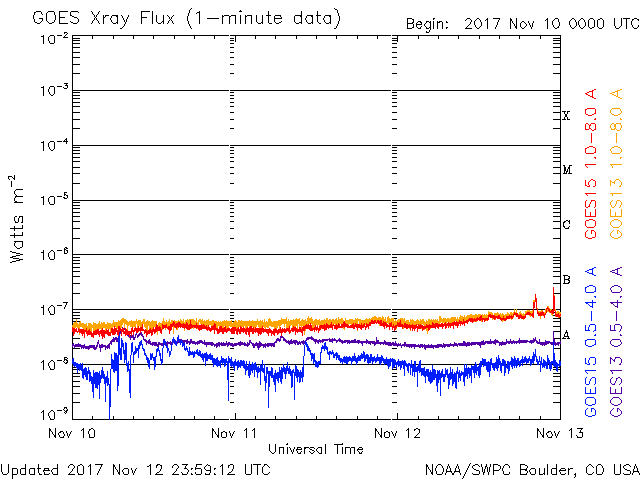 GOES Xray Flux (1-minute data)
Begin: 2017 Nov 10 0000 UTC
10⁻²
10⁻³
10⁻⁴
10⁻⁵
10⁻⁶
10⁻⁷
10⁻⁸
10⁻⁹
Watts m⁻²
X
M
C
B
A
GOES15 1.0-8.0 A
GOES13 1.0-8.0 A
GOES15 0.5-4.0 A
GOES13 0.5-4.0 A
Nov 10 Nov 11 Nov 12 Nov 13
Universal Time
Updated 2017 Nov 12 23:59:12 UTC
NOAA/SWPC Boulder, CO USA